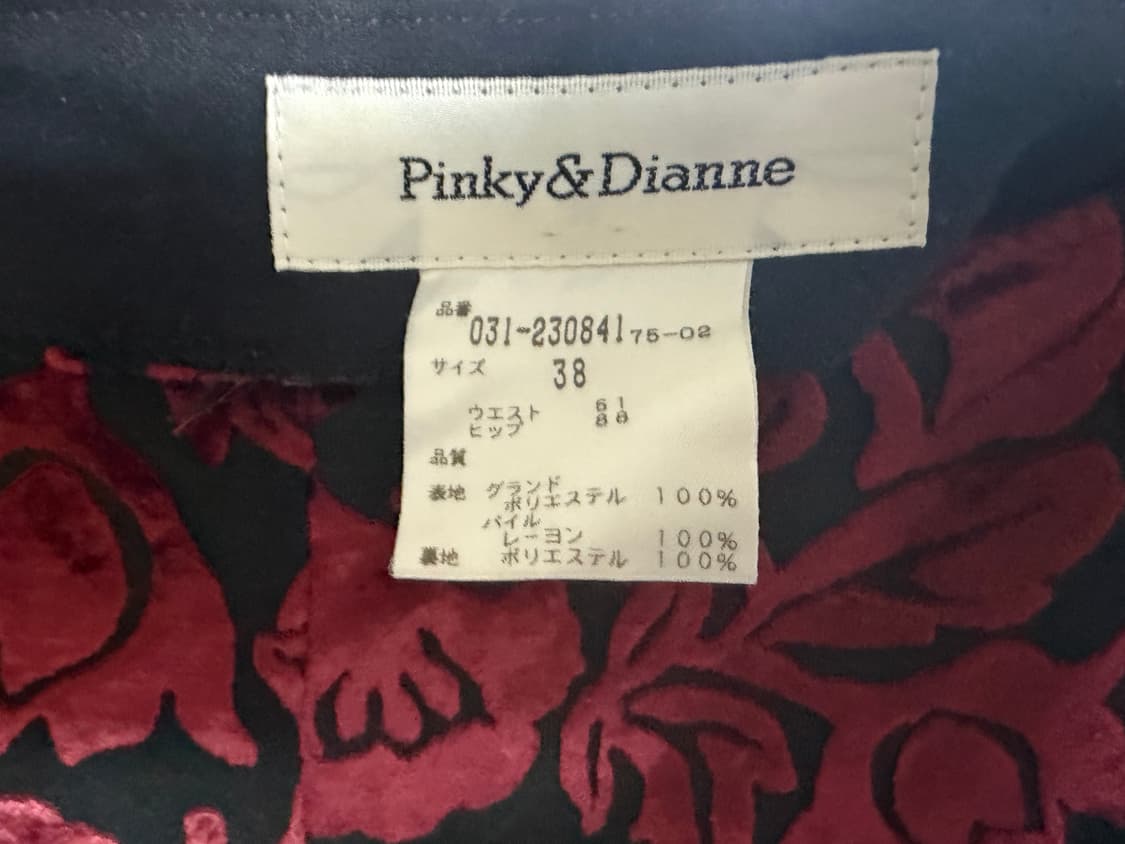 Pinky&Dianne
品番
031-230841 75-02
サイズ 38
ウエスト 61
ヒップ 88
品質
表地 グランド
ポリエステル 100%
パイル
レーヨン 100%
裏地 ポリエステル 100%